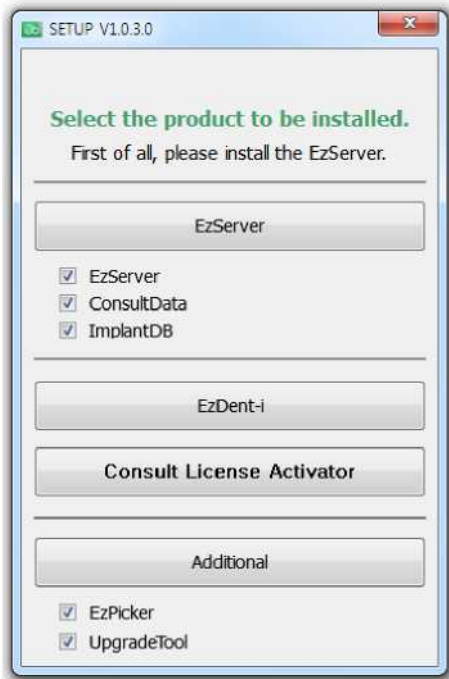 SETUP V1.0.3.0
Select the product to be installed.
First of all, please install the EzServer.
EzServer
EzServer
ConsultData
ImplantDB
EzDent-i
Consult License Activator
Additional
EzPicker
UpgradeTool